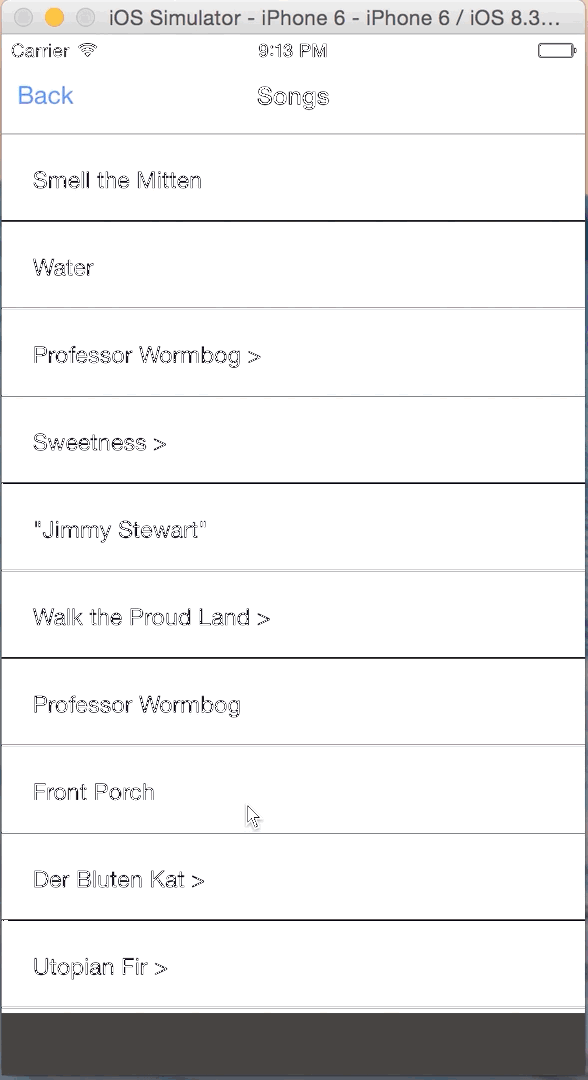 iOS Simulator - iPhone 6 - iPhone 6 / iOS 8.3...
Carrier 9:13 PM
Back Songs
Smell the Mitten
Water
Professor Wormbog >
Sweetness >
"Jimmy Stewart"
Walk the Proud Land >
Professor Wormbog
Front Porch
Der Bluten Kat >
Utopian Fir >